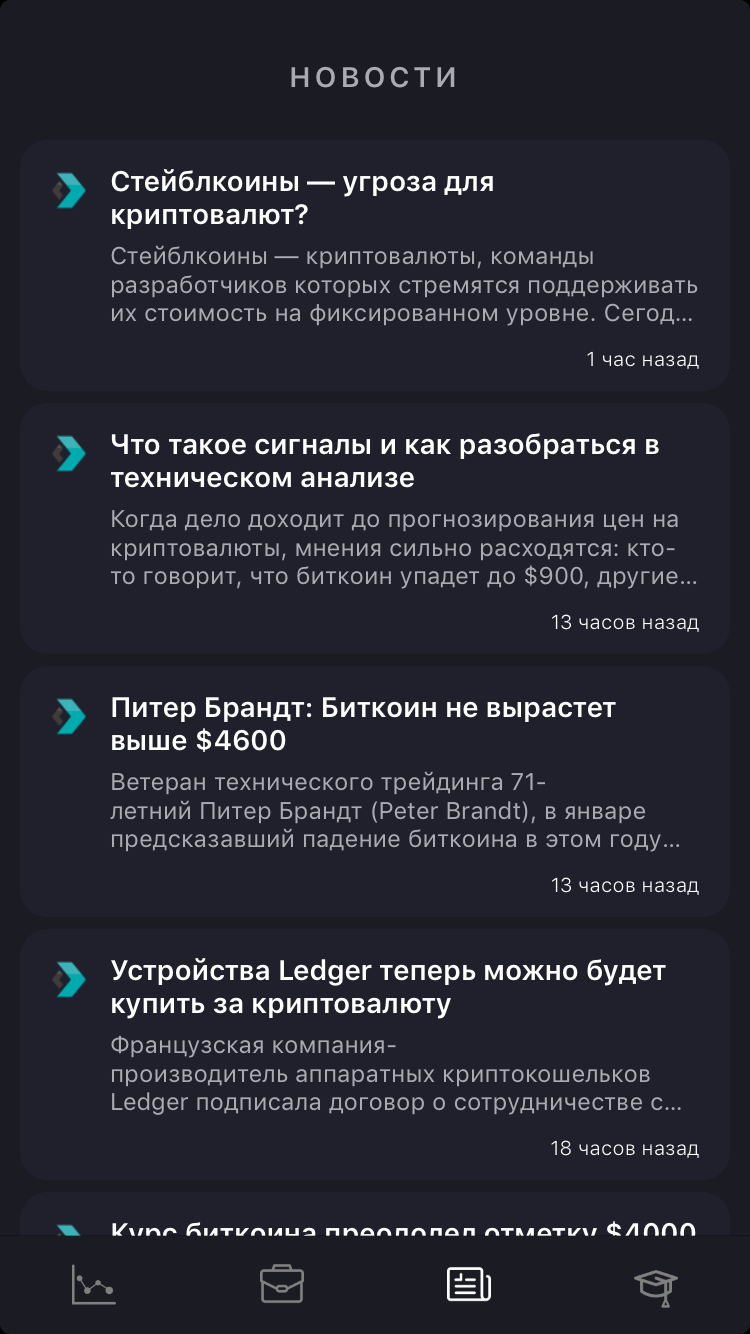 НОВОСТИ
Стейблкоины — угроза для
криптовалют?
Стейблкоины — криптовалюты, команды
разработчиков которых стремятся поддерживать
их стоимость на фиксированном уровне. Сегод...
1 час назад
Что такое сигналы и как разобраться в
техническом анализе
Когда дело доходит до прогнозирования цен на
криптовалюты, мнения сильно расходятся: кто-
то говорит, что биткоин упадет до $900, другие...
13 часов назад
Питер Брандт: Биткоин не вырастет
выше $4600
Ветеран технического трейдинга 71-
летний Питер Брандт (Peter Brandt), в январе
предсказавший падение биткоина в этом году...
13 часов назад
Устройства Ledger теперь можно будет
купить за криптовалюту
Французская компания-
производитель аппаратных криптокошельков
Ledger подписала договор о сотрудничестве с...
18 часов назад
Курс биткоина преодолел отметку $4000